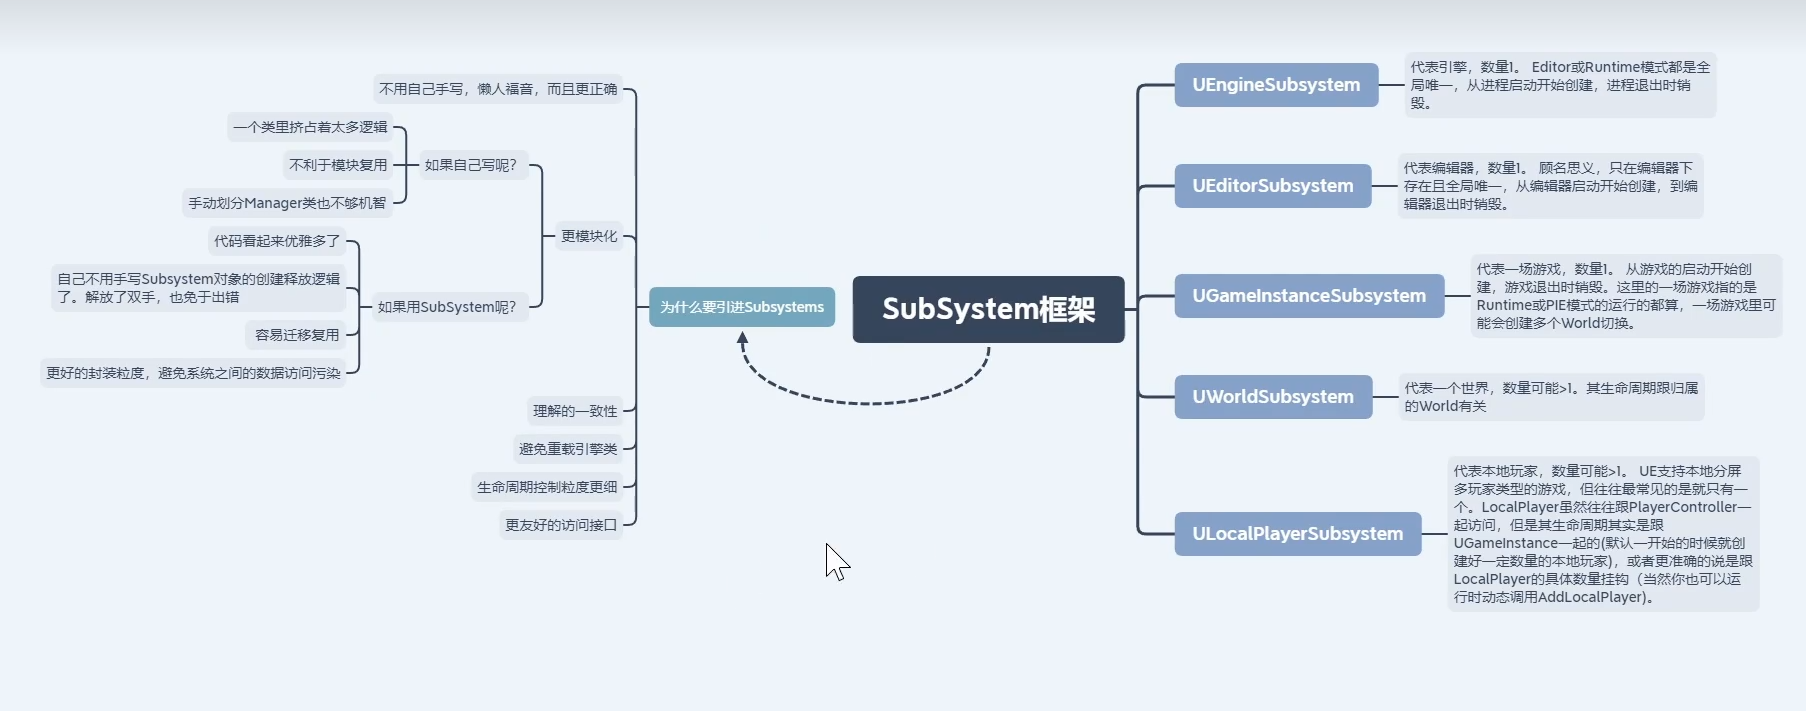 不用自己手写，懒人福音，而且更正确
一个类里挤占着太多逻辑
不利于模块复用
手动划分Manager类也不够机智
如果自己写呢？
代码看起来优雅多了
自己不用手写Subsystem对象的创建释放逻辑
了。解放了双手，也免于出错
容易迁移复用
更好的封装粒度，避免系统之间的数据访问污染
如果用SubSystem呢？
更模块化
理解的一致性
避免重载引擎类
生命周期控制粒度更细
更友好的访问接口
为什么要引进Subsystems
SubSystem框架
UEngineSubsystem
代表引擎，数量1。 Editor或Runtime模式都是全
局唯一，从进程启动开始创建，进程退出时销
毁。
UEditorSubsystem
代表编辑器，数量1。 顾名思义，只在编辑器下
存在且全局唯一，从编辑器启动开始创建，到编
辑器退出时销毁。
UGameInstanceSubsystem
代表一场游戏，数量1。 从游戏的启动开始创
建，游戏退出时销毁。这里的一场游戏指的是
Runtime或PIE模式的运行的都算，一场游戏里可
能会创建多个World切换。
UWorldSubsystem
代表一个世界，数量可能>1。其生命周期跟归属
的World有关
ULocalPlayerSubsystem
代表本地玩家，数量可能>1。 UE支持本地分屏
多玩家类型的游戏，但往往最常见的是就只有一
个。LocalPlayer虽然往往跟PlayerController一
起访问，但是其生命周期其实是跟
UGameInstance一起的(默认一开始的时候就创
建好一定数量的本地玩家)，或者更准确的说是跟
LocalPlayer的具体数量挂钩（当然你也可以运
行时动态调用AddLocalPlayer)。